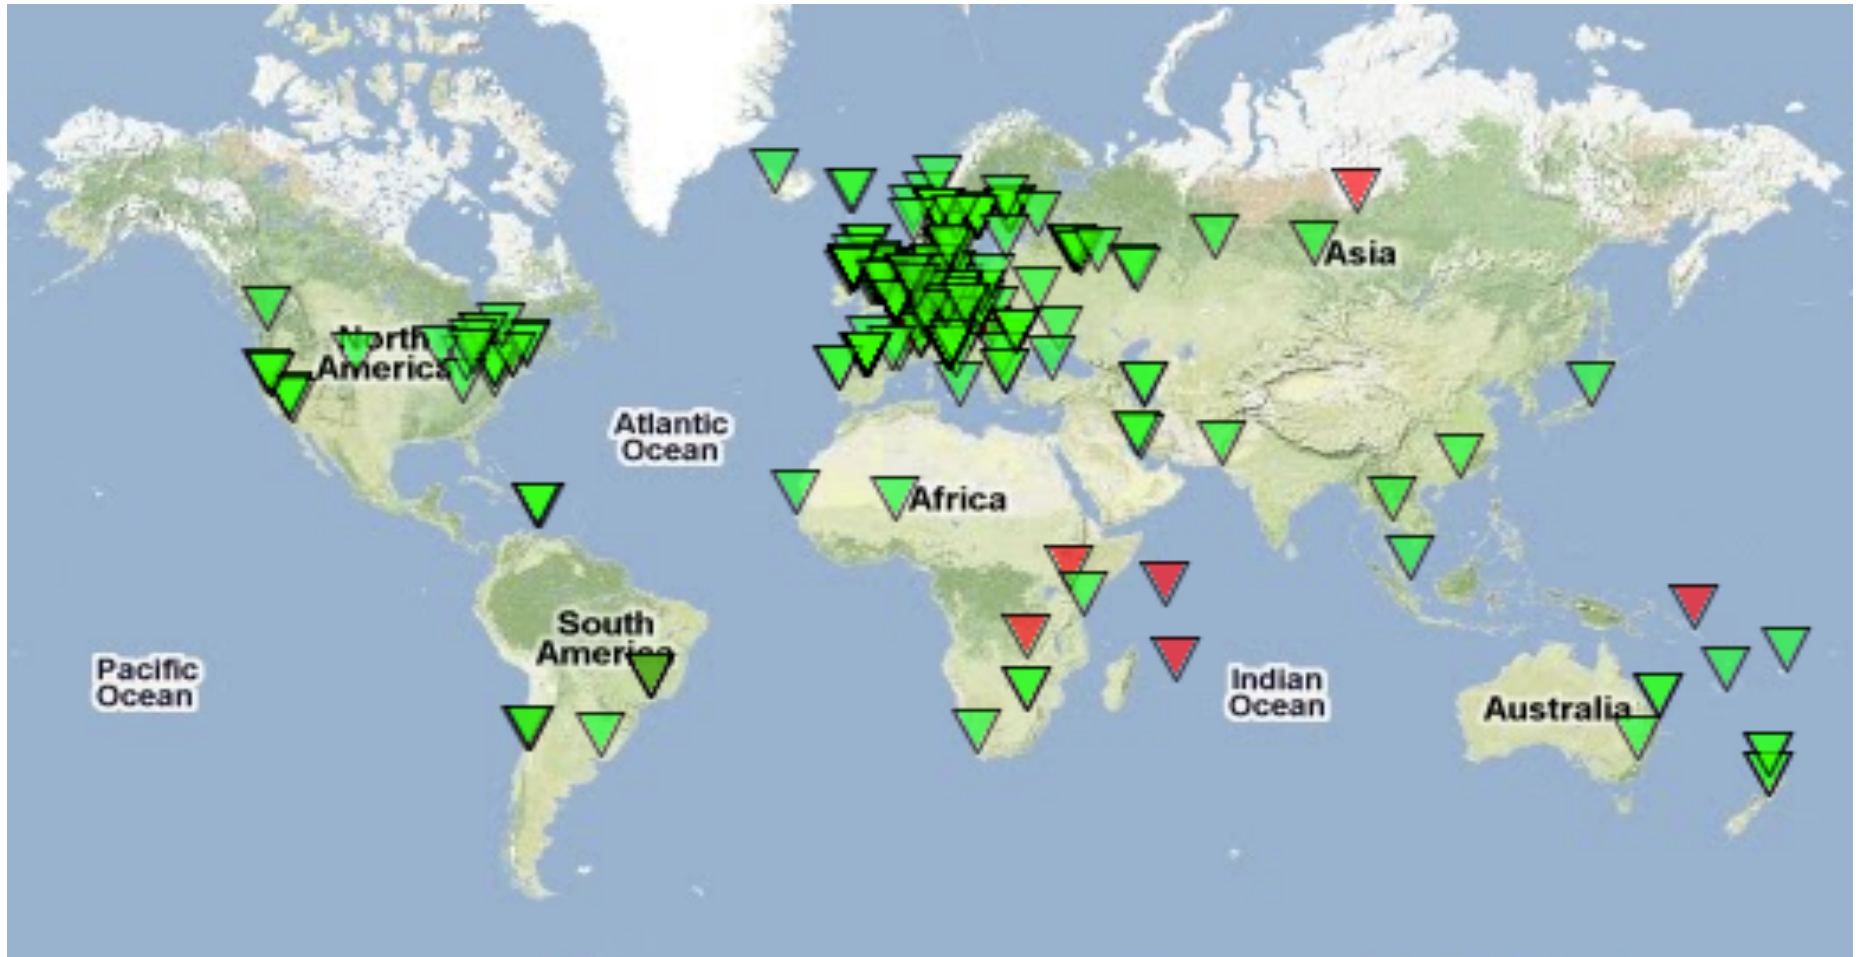 Asia
North
America
Atlantic
Ocean
Africa
South
America
Pacific
Ocean
Indian
Ocean
Australia